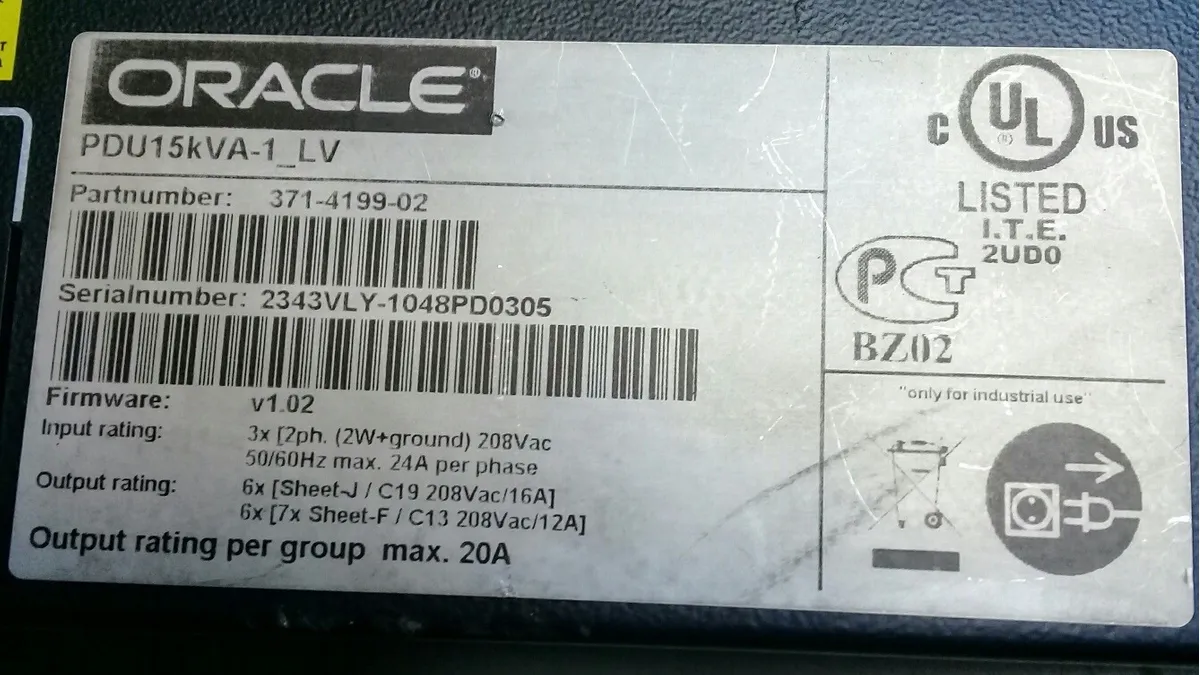 ORACLE®
PDU15kVA-1_LV
Partnumber: 371-4199-02
Serialnumber: 2343VLY-1048PD0305
Firmware: v1.02
Input rating: 3x [2ph. (2W+ground) 208Vac
50/60Hz max. 24A per phase
Output rating: 6x [Sheet-J / C19 208Vac/16A]
6x [7x Sheet-F / C13 208Vac/12A]
Output rating per group max. 20A
C UL ® US
LISTED
I.T.E.
2UD0
PCT
BZ02
"only for industrial use"